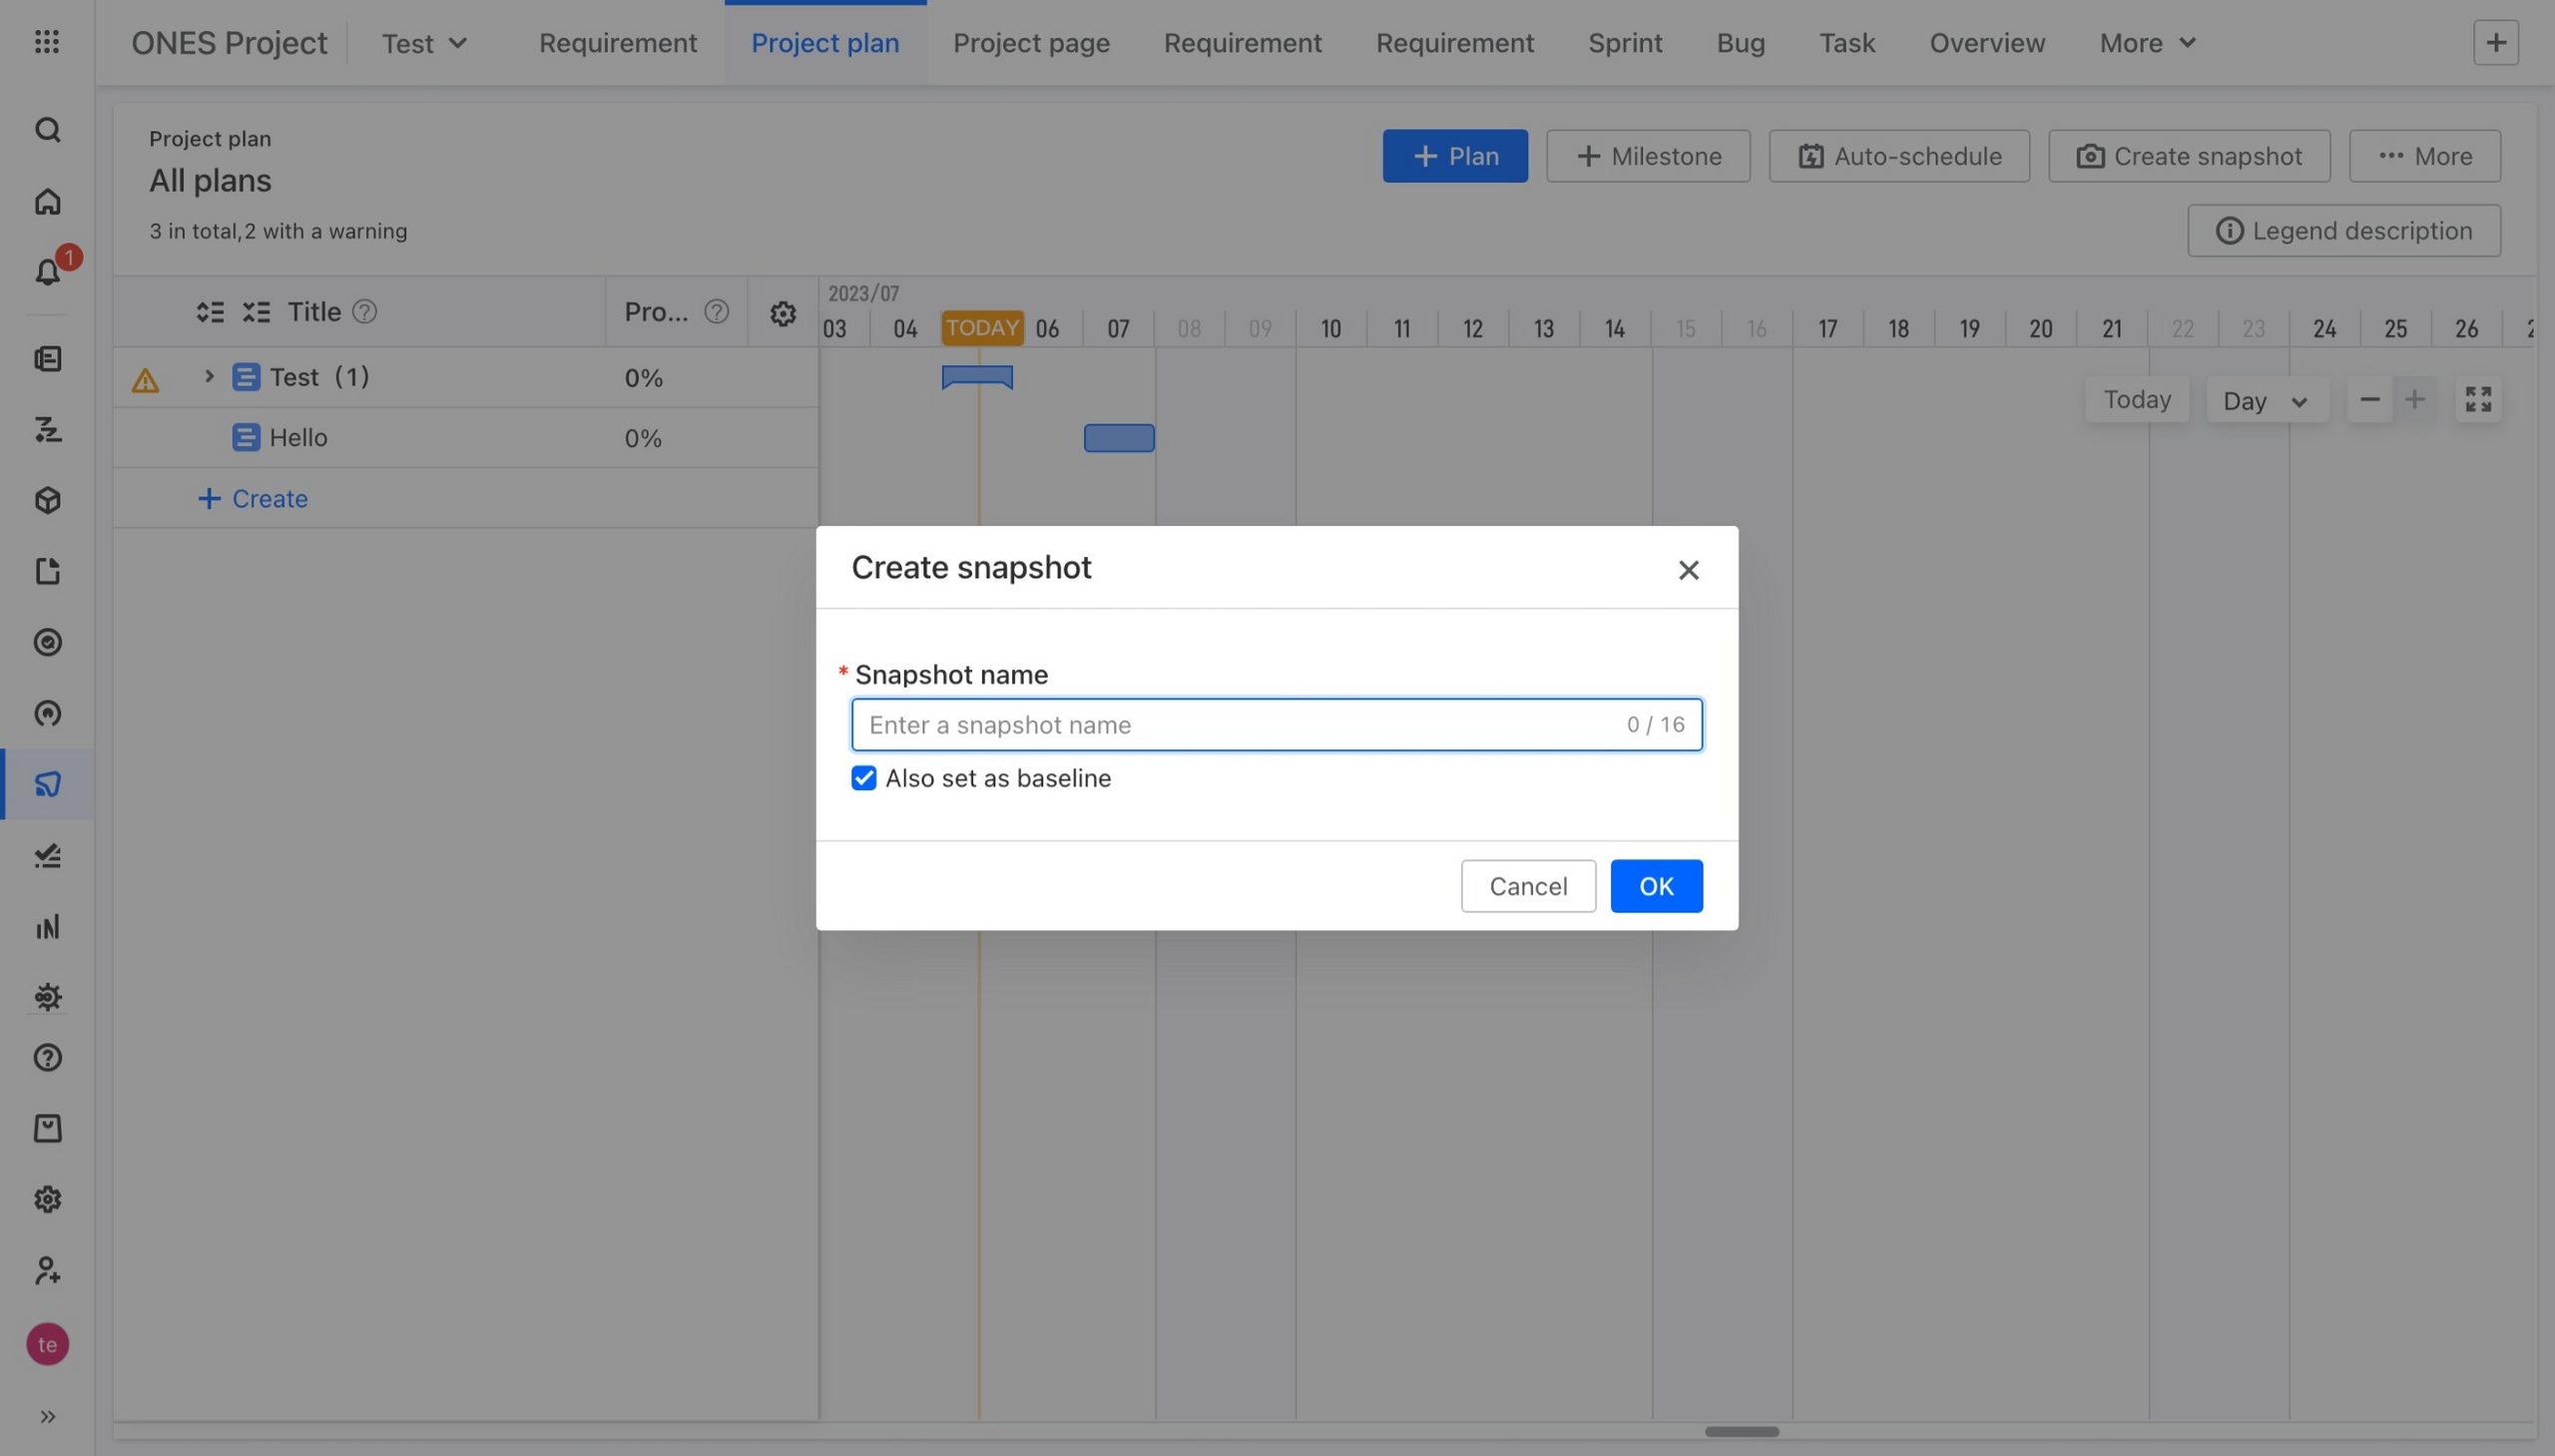 ONES Project Test Requirement Project plan Project page Requirement Requirement Sprint Bug Task Overview More
Project plan
All plans
3 in total,2 with a warning
Plan Milestone Auto-schedule Create snapshot More
Legend description
1
Title Pro...
2023/07
03 04 TODAY 06 07 08 09 10 11 12 13 14 15 16 17 18 19 20 21 22 23 24 25 26
Test (1) 0%
Today Day
Hello 0%
Create
Create snapshot
* Snapshot name
Enter a snapshot name 0 / 16
Also set as baseline
Cancel OK
te